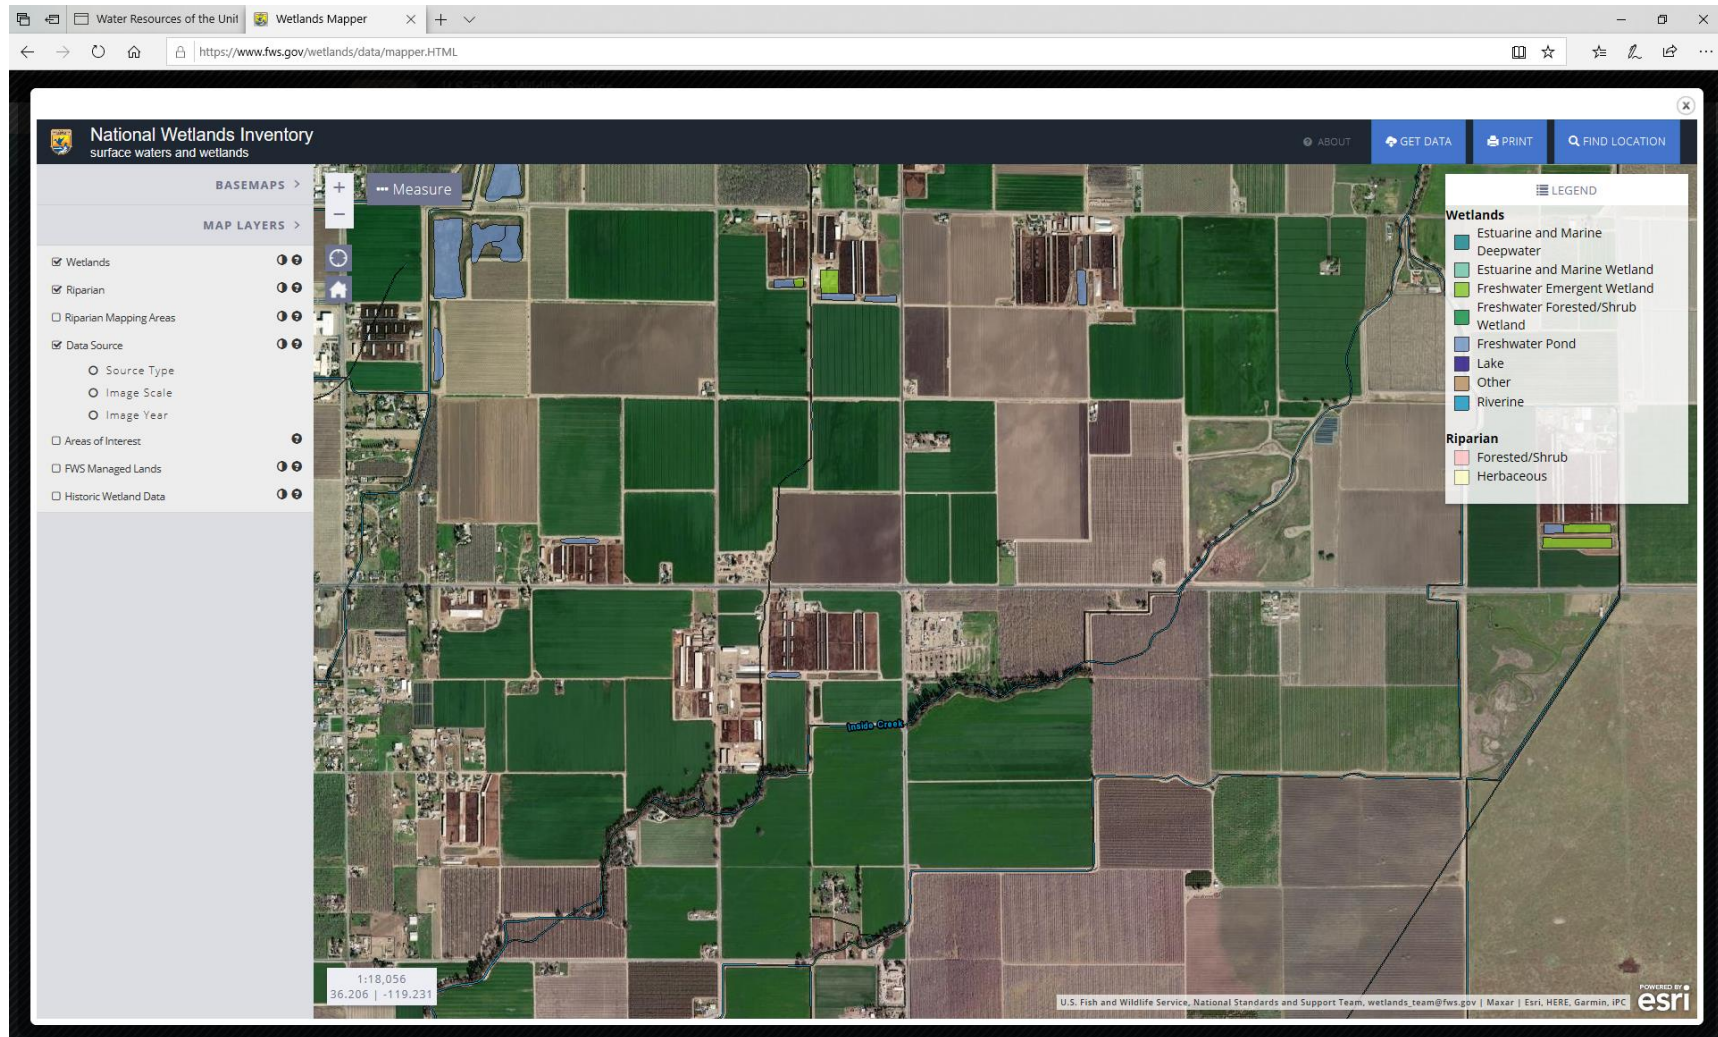 Water Resources of the Unit
Wetlands Mapper
https://www.fws.gov/wetlands/data/mapper.HTML
National Wetlands Inventory
surface waters and wetlands
ABOUT
GET DATA
PRINT
FIND LOCATION
BASEMAPS >
MAP LAYERS >
Wetlands
Riparian
Riparian Mapping Areas
Data Source
Source Type
Image Scale
Image Year
Areas of Interest
FWS Managed Lands
Historic Wetland Data
+
-
Measure
LEGEND
Wetlands
Estuarine and Marine
Deepwater
Estuarine and Marine Wetland
Freshwater Emergent Wetland
Freshwater Forested/Shrub
Wetland
Freshwater Pond
Lake
Other
Riverine
Riparian
Forested/Shrub
Herbaceous
Inside Creek
1:18,056
36.206 | -119.231
U.S. Fish and Wildlife Service, National Standards and Support Team, wetlands_team@fws.gov | Maxar | Esri, HERE, Garmin, iPC
POWERED BY
esri